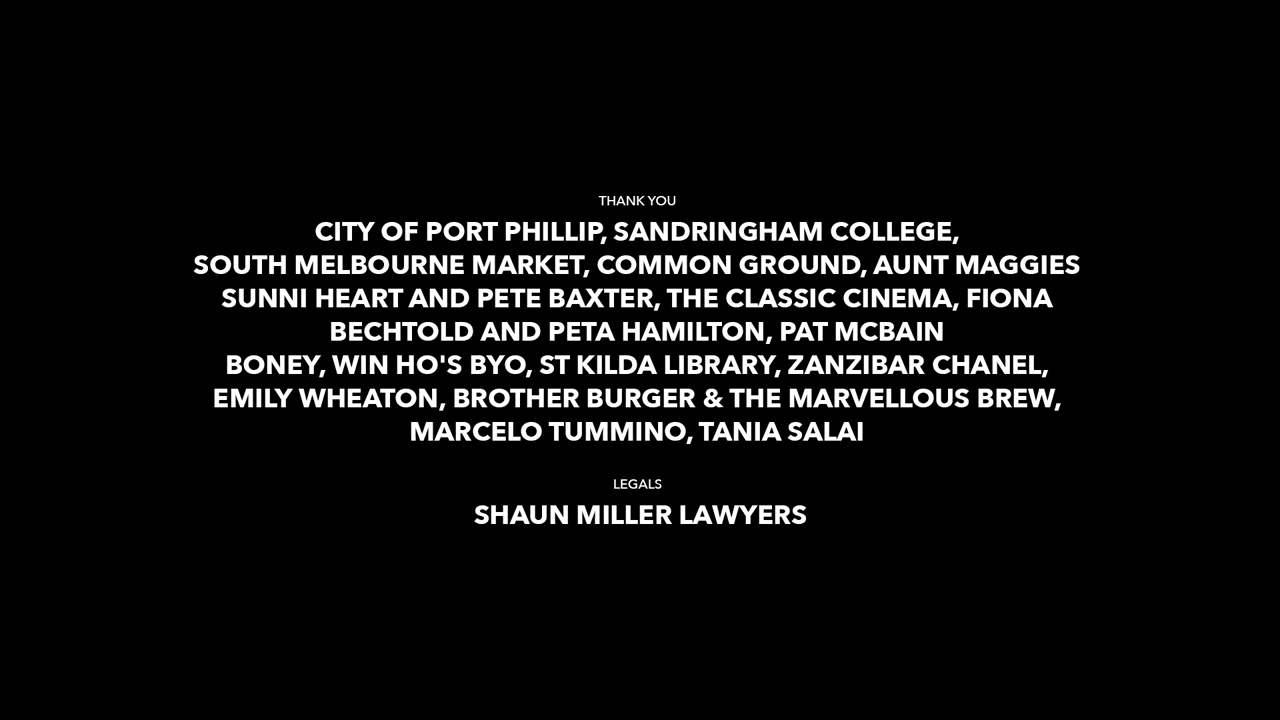 THANK YOU
CITY OF PORT PHILLIP, SANDRINGHAM COLLEGE,
SOUTH MELBOURNE MARKET, COMMON GROUND, AUNT MAGGIES
SUNNI HEART AND PETE BAXTER, THE CLASSIC CINEMA, FIONA
BECHTOLD AND PETA HAMILTON, PAT MCBAIN
BONEY, WIN HO'S BYO, ST KILDA LIBRARY, ZANZIBAR CHANEL,
EMILY WHEATON, BROTHER BURGER & THE MARVELLOUS BREW,
MARCELO TUMMINO, TANIA SALAI
LEGALS
SHAUN MILLER LAWYERS